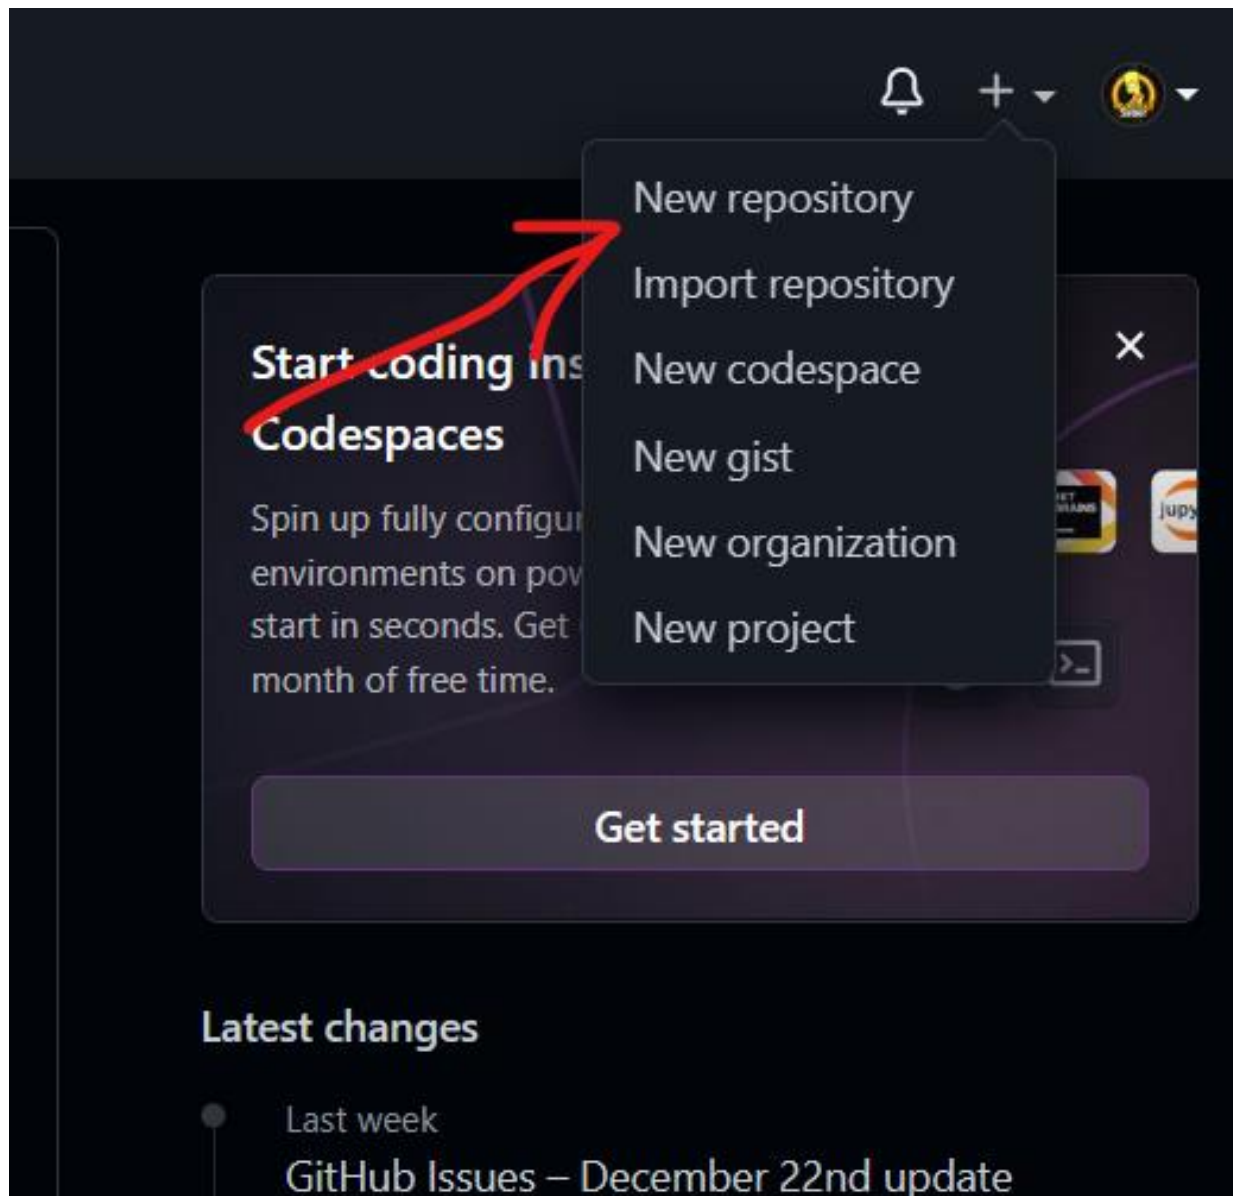 New repository
Import repository
New codespace
New gist
New organization
New project
Start coding ins
Codespaces
Spin up fully configu
environments on pow
start in seconds. Get
month of free time.
jupy
Get started
Latest changes
Last week
GitHub Issues – December 22nd update